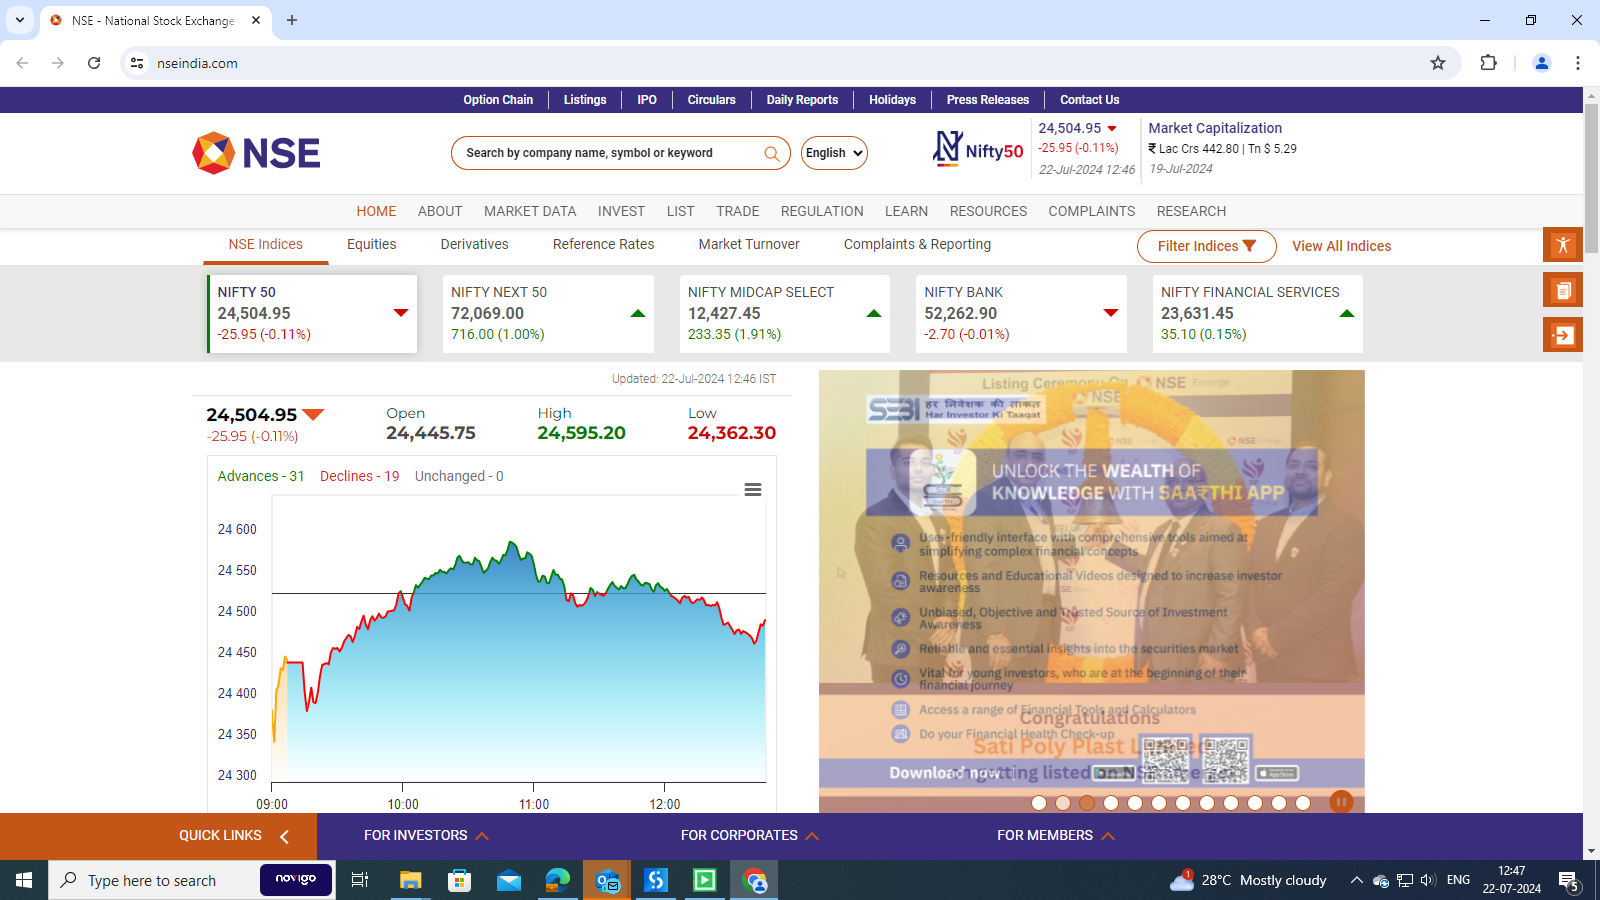 NSE - National Stock Exchange
nseindia.com
Option Chain
Listings
IPO
Circulars
Daily Reports
Holidays
Press Releases
Contact Us
NSE
Search by company name, symbol or keyword
English
Nifty50
24,504.95
-25.95 (-0.11%)
22-Jul-2024 12:46
Market Capitalization
₹ Lac Crs 442.80 | Tn $ 5.29
19-Jul-2024
HOME
ABOUT
MARKET DATA
INVEST
LIST
TRADE
REGULATION
LEARN
RESOURCES
COMPLAINTS
RESEARCH
NSE Indices
Equities
Derivatives
Reference Rates
Market Turnover
Complaints & Reporting
Filter Indices
View All Indices
NIFTY 50
24,504.95
-25.95 (-0.11%)
NIFTY NEXT 50
72,069.00
716.00 (1.00%)
NIFTY MIDCAP SELECT
12,427.45
233.35 (1.91%)
NIFTY BANK
52,262.90
-2.70 (-0.01%)
NIFTY FINANCIAL SERVICES
23,631.45
35.10 (0.15%)
Updated: 22-Jul-2024 12:46 IST
24,504.95
-25.95 (-0.11%)
Open
24,445.75
High
24,595.20
Low
24,362.30
Advances - 31
Declines - 19
Unchanged - 0
24 600
24 550
24 500
24 450
24 400
24 350
24 300
09:00
10:00
11:00
12:00
Listing Ceremony On NSE Emerge
SEBI
हर निवेशक की ताकत
Har Investor Ki Taaqat
NSE
UNLOCK THE WEALTH OF
KNOWLEDGE WITH SAA₹THI APP
User-friendly interface with comprehensive tools aimed at
simplifying complex financial concepts
Resources and Educational Videos designed to increase investor
awareness
Unbiased, Objective and Trusted Source of Investment
Awareness
Reliable and essential insights into the securities market
Vital for young investors, who are at the beginning of their
financial journey
Access a range of Financial Tools and Calculators
Congratulations
Do your Financial Health Check-up
Sati Poly Plast
Download now
getting listed on NSE
QUICK LINKS
FOR INVESTORS
FOR CORPORATES
FOR MEMBERS
Type here to search
novigo
1
28°C Mostly cloudy
ENG
12:47
22-07-2024
5